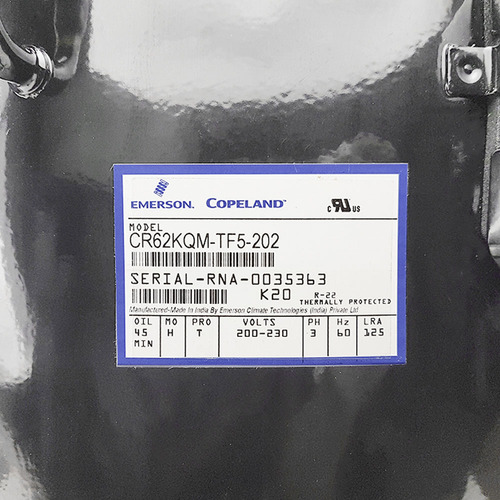 EMERSON. COPELAND™
c RU US
MODEL
CR62KQM-TF5-202
SERIAL-RNA-0035363
K20 R-22
THERMALLY PROTECTED
Manufactured-Made In India By Emerson Climate Technologies (India) Private Ltd
OIL MO PRO VOLTS PH Hz LRA
45 H T 200-230 3 60 125
MIN